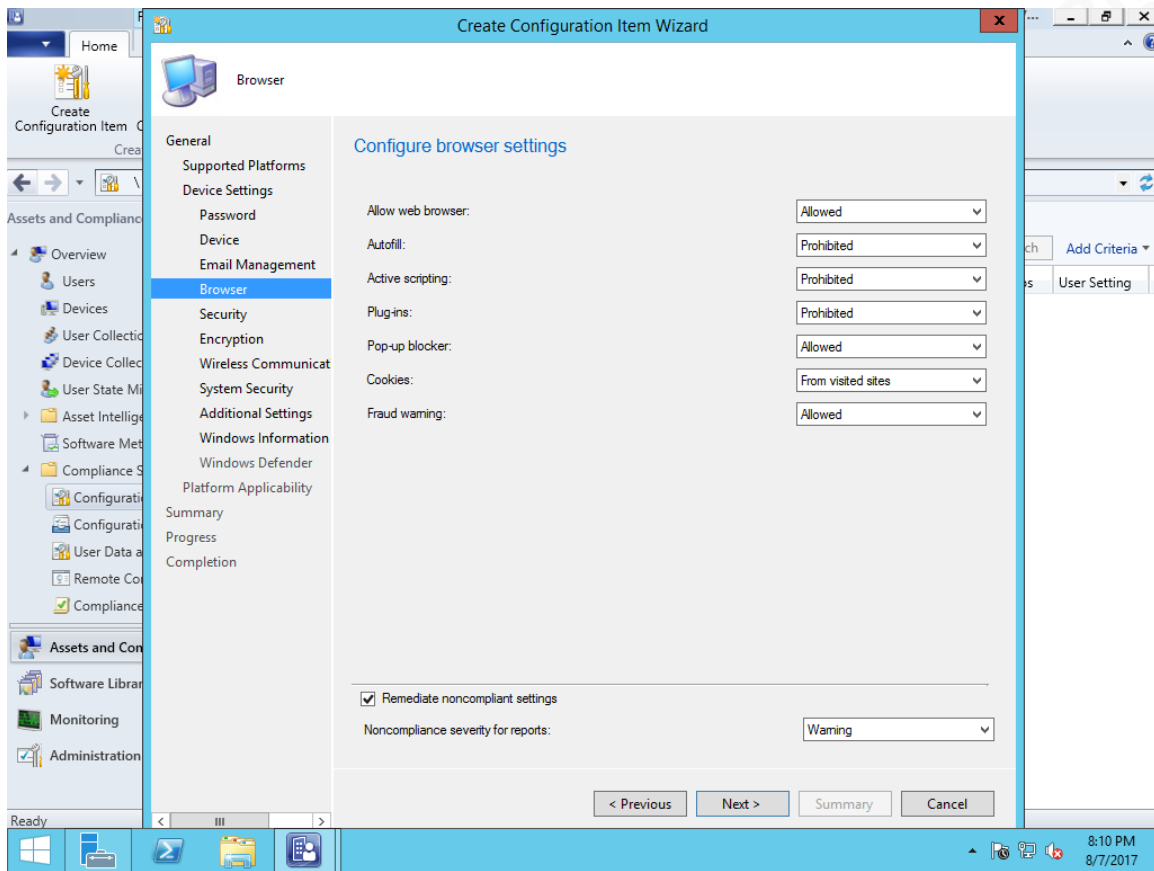 Create Configuration Item Wizard
Home
Create
Configuration Item
Crea
Browser
General
Supported Platforms
Device Settings
Password
Device
Email Management
Browser
Security
Encryption
Wireless Communicat
System Security
Additional Settings
Windows Information
Windows Defender
Platform Applicability
Summary
Progress
Completion
Configure browser settings
Allow web browser: Allowed
Autofill: Prohibited
Active scripting: Prohibited
Plug-ins: Prohibited
Pop-up blocker: Allowed
Cookies: From visited sites
Fraud warning: Allowed
Remediate noncompliant settings
Noncompliance severity for reports: Warning
< Previous Next > Summary Cancel
Assets and Complianc
Overview
Users
Devices
User Collectio
Device Collec
User State Mi
Asset Intellige
Software Met
Compliance S
Configurati
Configurati
User Data a
Remote Co
Compliance
Assets and Con
Software Librar
Monitoring
Administration
Ready
ch Add Criteria
os User Setting
8:10 PM
8/7/2017